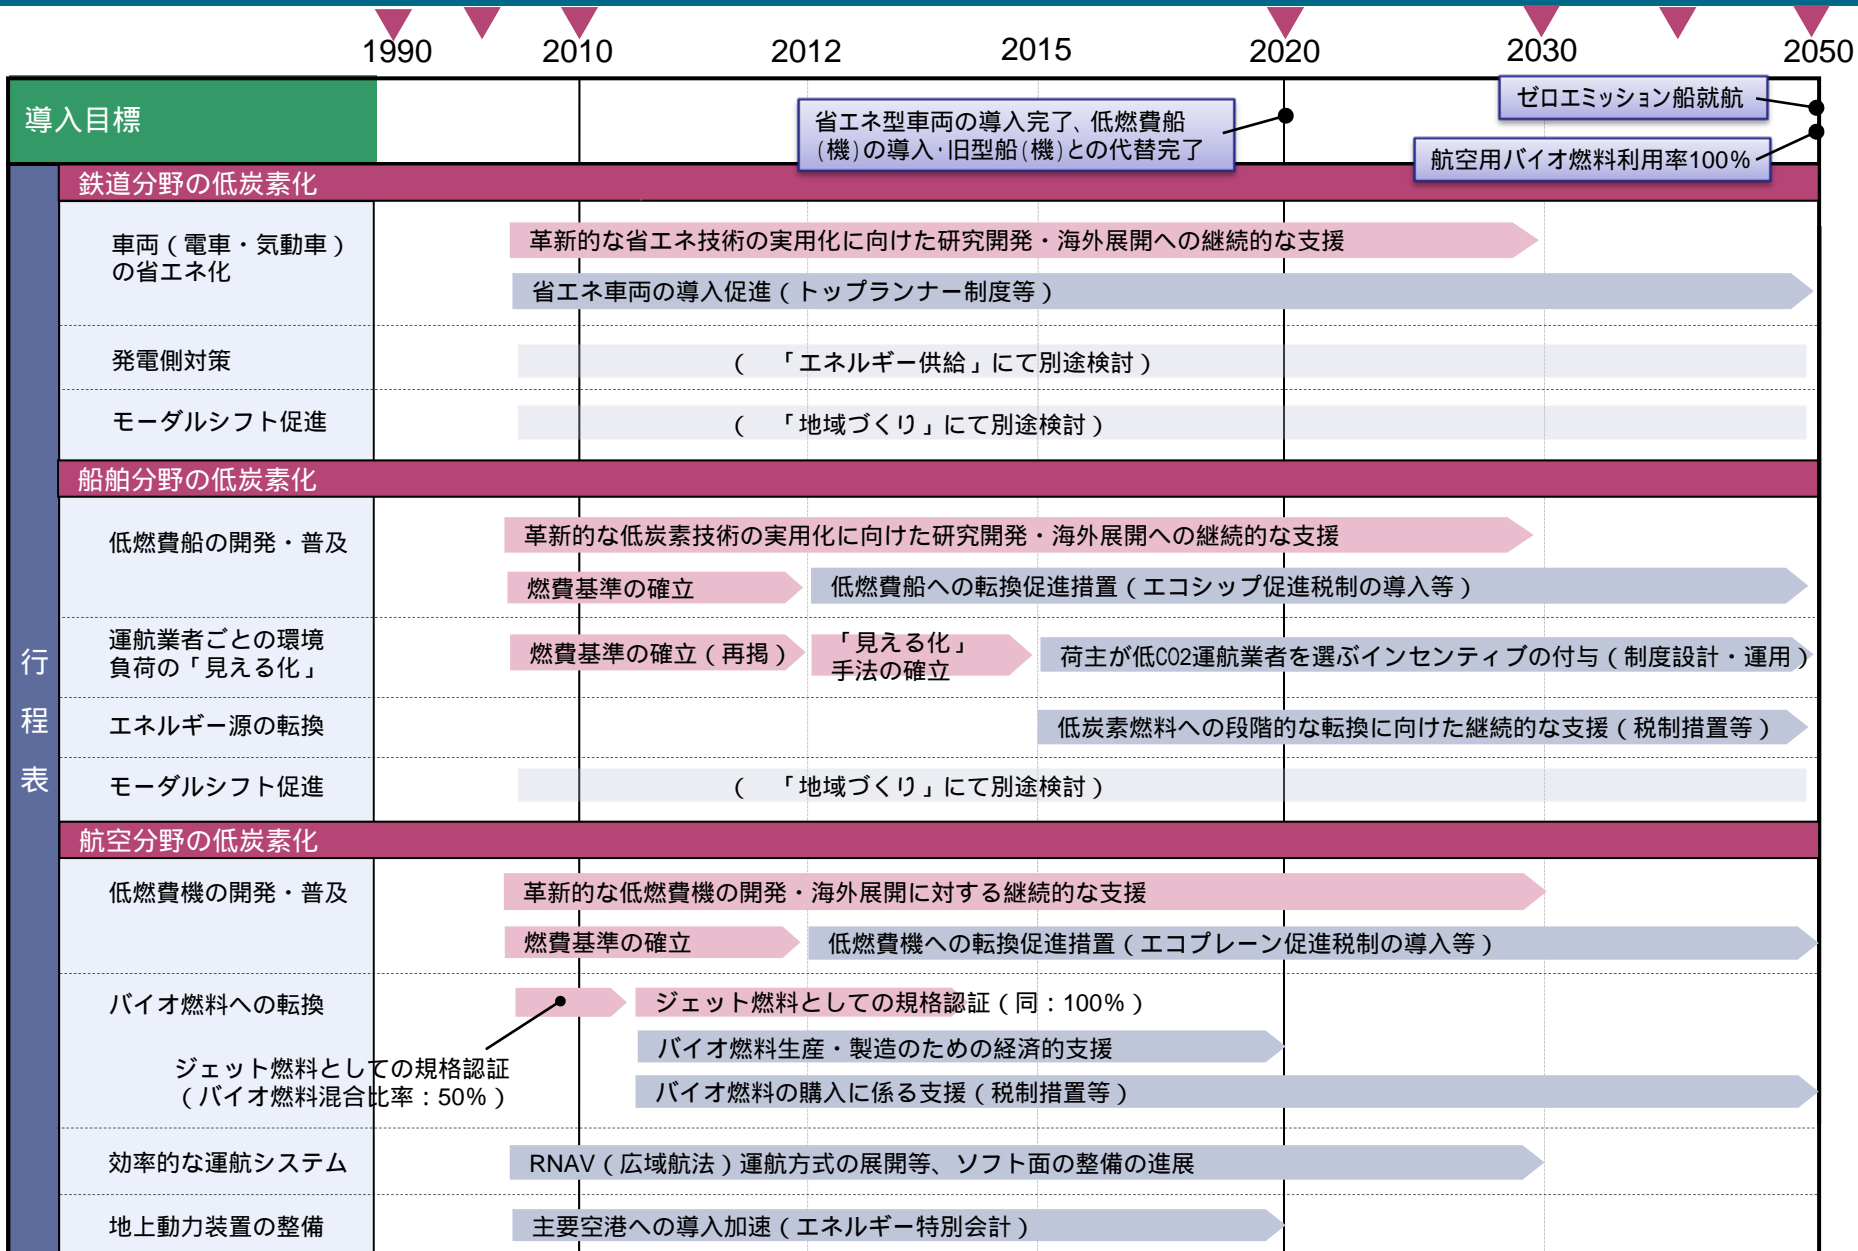 1990 2010 2012 2015 2020 2030 2050
導入目標
省エネ型車両の導入完了、低燃費船
(機)の導入・旧型船(機)との代替完了
ゼロエミッション船就航
航空用バイオ燃料利用率100%
行程表
鉄道分野の低炭素化
車両(電車・気動車)
の省エネ化
革新的な省エネ技術の実用化に向けた研究開発・海外展開への継続的な支援
省エネ車両の導入促進(トップランナー制度等)
発電側対策
( 「エネルギー供給」にて別途検討)
モーダルシフト促進
( 「地域づくり」にて別途検討)
船舶分野の低炭素化
低燃費船の開発・普及
革新的な低炭素技術の実用化に向けた研究開発・海外展開への継続的な支援
燃費基準の確立
低燃費船への転換促進措置(エコシップ促進税制の導入等)
運航業者ごとの環境
負荷の「見える化」
燃費基準の確立(再掲)
「見える化」
手法の確立
荷主が低CO2運航業者を選ぶインセンティブの付与(制度設計・運用)
エネルギー源の転換
低炭素燃料への段階的な転換に向けた継続的な支援(税制措置等)
モーダルシフト促進
( 「地域づくり」にて別途検討)
航空分野の低炭素化
低燃費機の開発・普及
革新的な低燃費機の開発・海外展開に対する継続的な支援
燃費基準の確立
低燃費機への転換促進措置(エコプレーン促進税制の導入等)
バイオ燃料への転換
ジェット燃料としての規格認証(同:100%)
ジェット燃料としての規格認証
(バイオ燃料混合比率:50%)
バイオ燃料生産・製造のための経済的支援
バイオ燃料の購入に係る支援(税制措置等)
効率的な運航システム
RNAV(広域航法)運航方式の展開等、ソフト面の整備の進展
地上動力装置の整備
主要空港への導入加速(エネルギー特別会計)